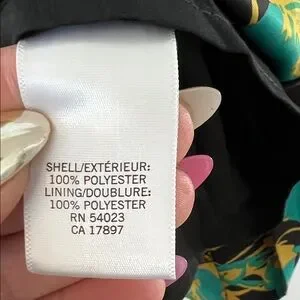 SHELL/EXTÉRIEUR:
100% POLYESTER
LINING/DOUBLURE:
100% POLYESTER
RN 54023
CA 17897